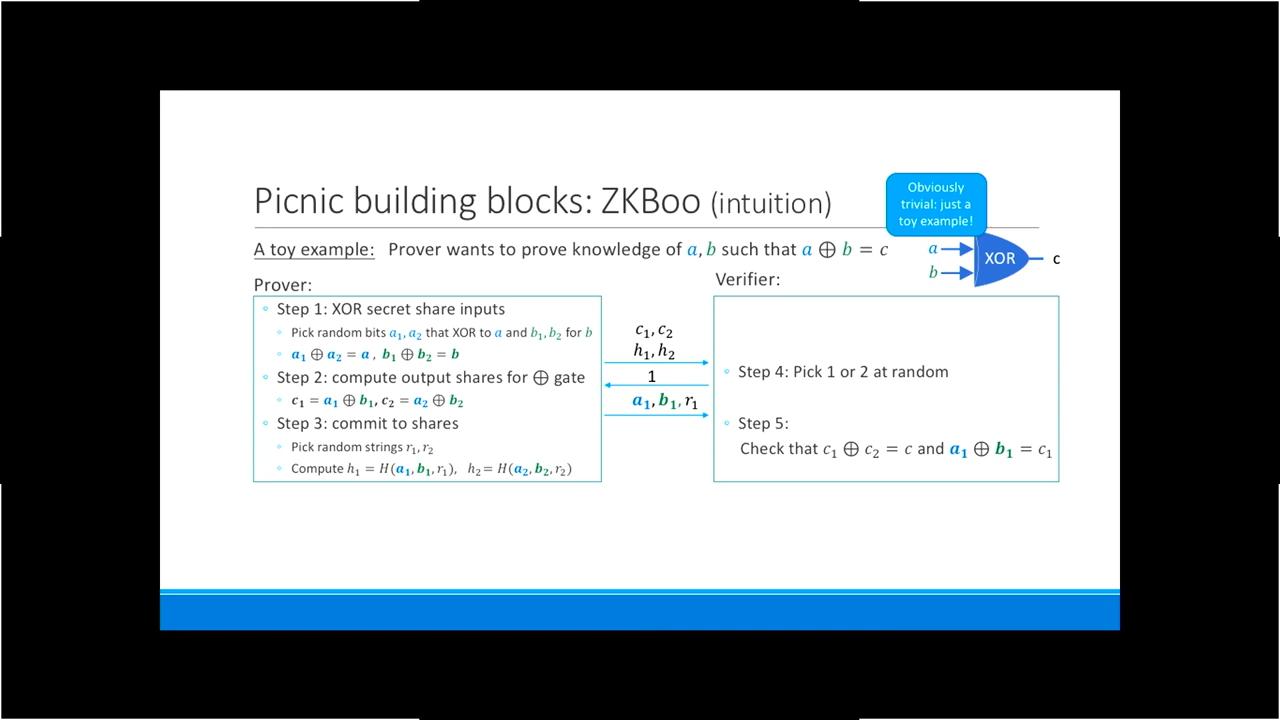 Picnic building blocks: ZKBoo (intuition)
Obviously
trivial: just a
toy example!
A toy example: Prover wants to prove knowledge of a, b such that a ⊕ b = c
a
b
XOR
c
Prover:
Step 1: XOR secret share inputs
Pick random bits a₁, a₂ that XOR to a and b₁, b₂ for b
a₁ ⊕ a₂ = a , b₁ ⊕ b₂ = b
Step 2: compute output shares for ⊕ gate
c₁ = a₁ ⊕ b₁, c₂ = a₂ ⊕ b₂
Step 3: commit to shares
Pick random strings r₁, r₂
Compute h₁ = H(a₁, b₁, r₁), h₂ = H(a₂, b₂, r₂)
c₁, c₂
h₁, h₂
1
a₁, b₁, r₁
Verifier:
Step 4: Pick 1 or 2 at random
Step 5:
Check that c₁ ⊕ c₂ = c and a₁ ⊕ b₁ = c₁